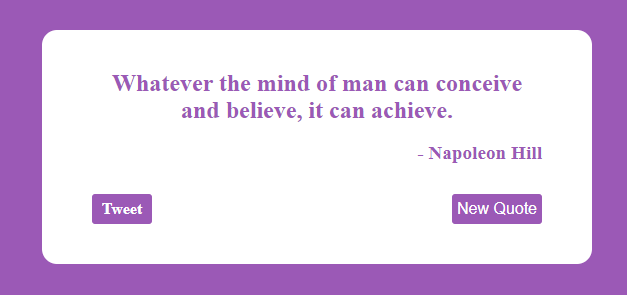 Whatever the mind of man can conceive
and believe, it can achieve.
- Napoleon Hill
Tweet
New Quote